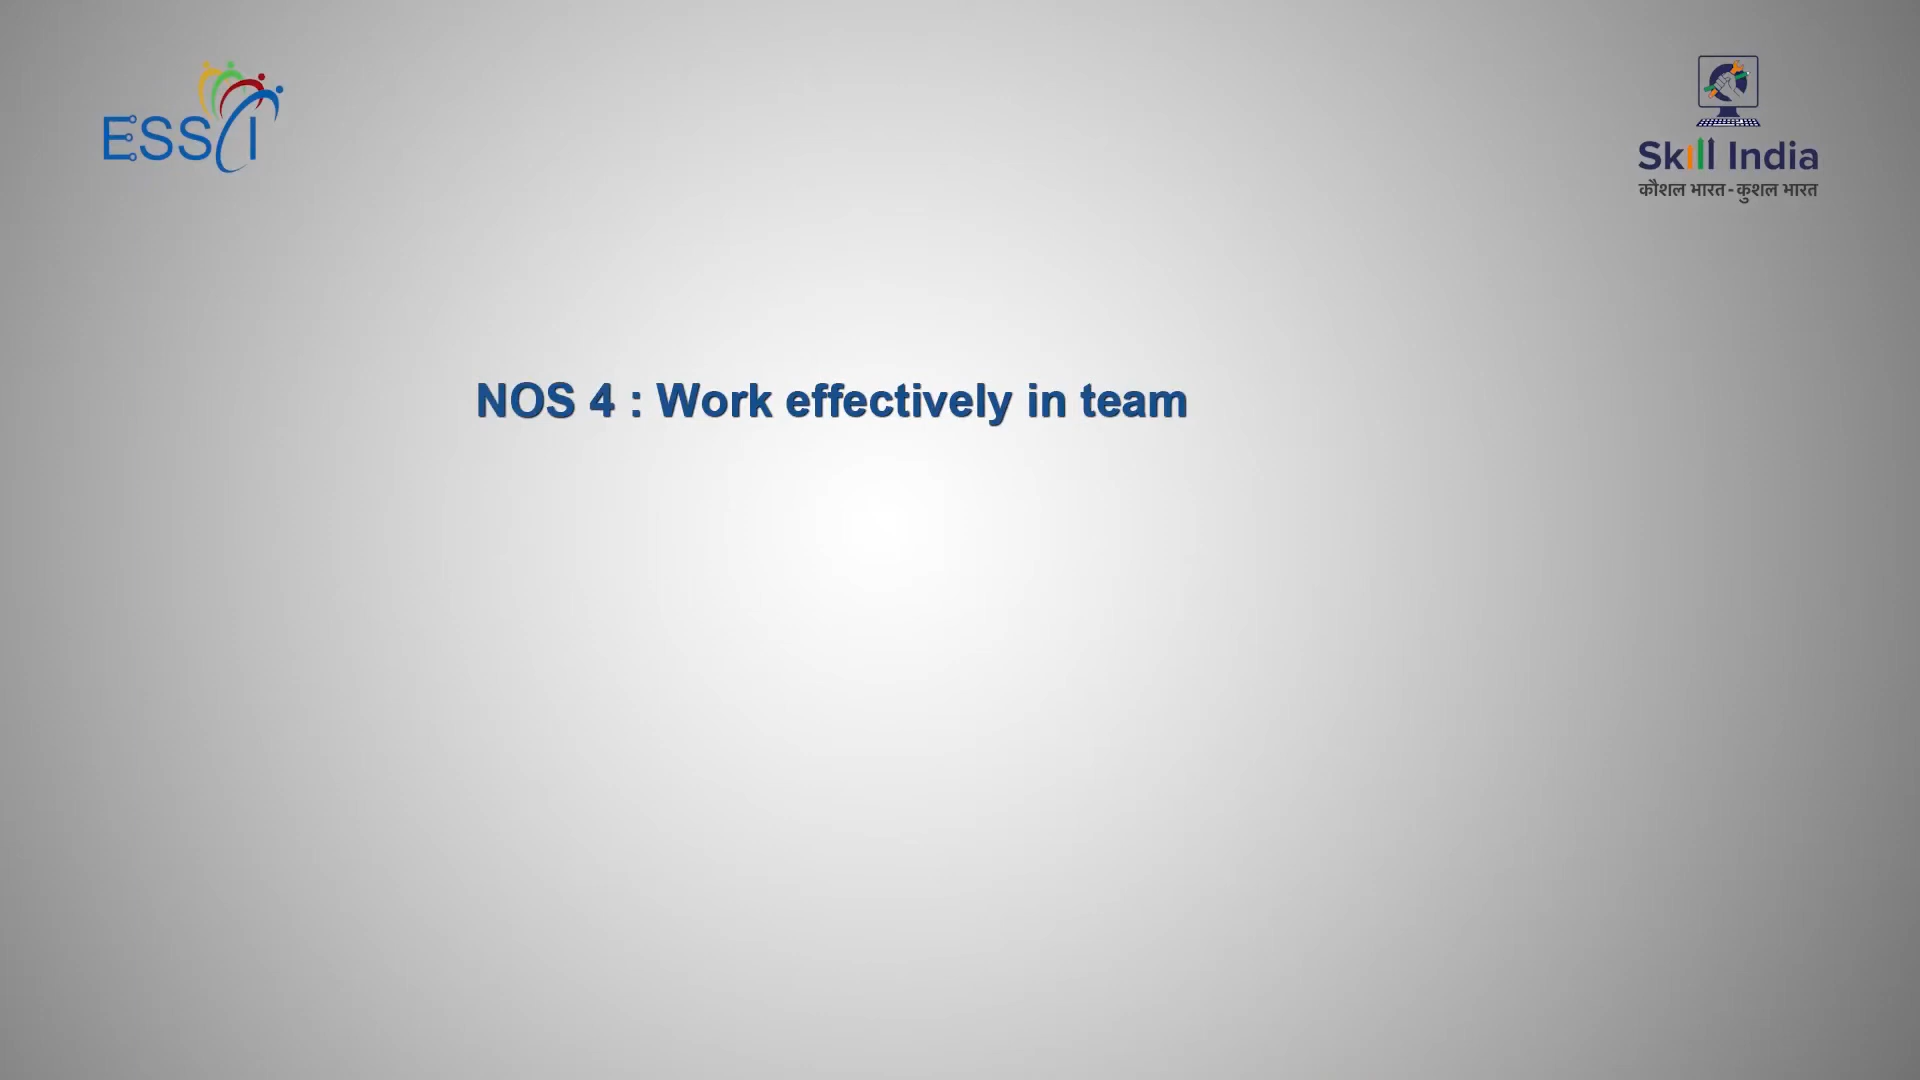 ESSCI
Skill India
कौशल भारत - कुशल भारत
NOS 4 : Work effectively in team